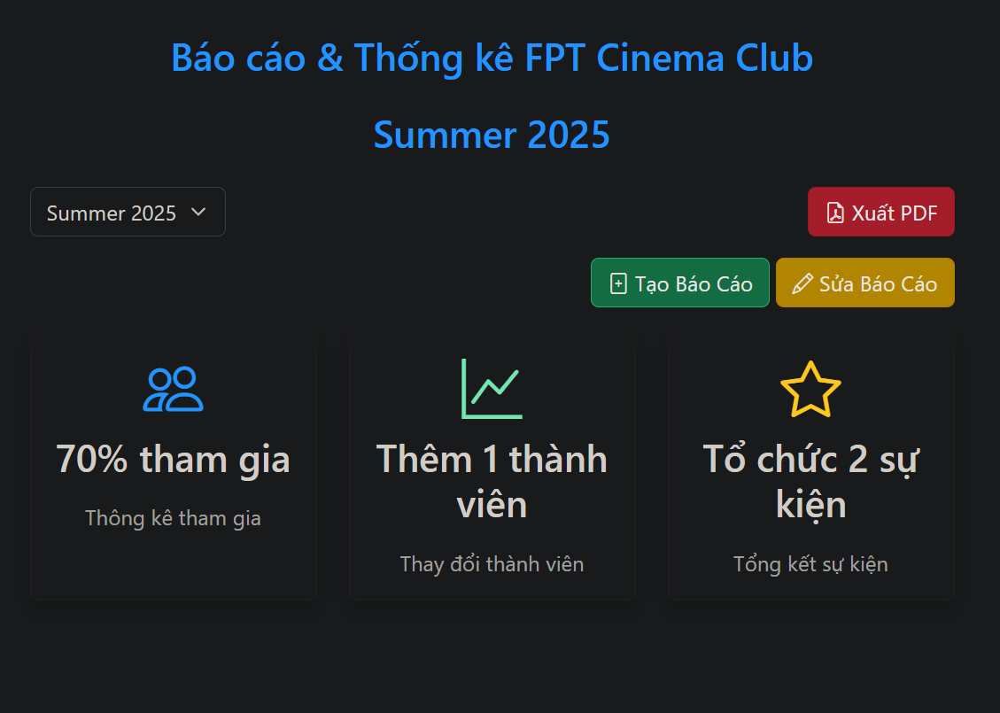 Báo cáo & Thống kê FPT Cinema Club
Summer 2025
Summer 2025
Xuất PDF
Tạo Báo Cáo
Sửa Báo Cáo
70% tham gia
Thông kê tham gia
Thêm 1 thành
viên
Thay đổi thành viên
Tổ chức 2 sự
kiện
Tổng kết sự kiện